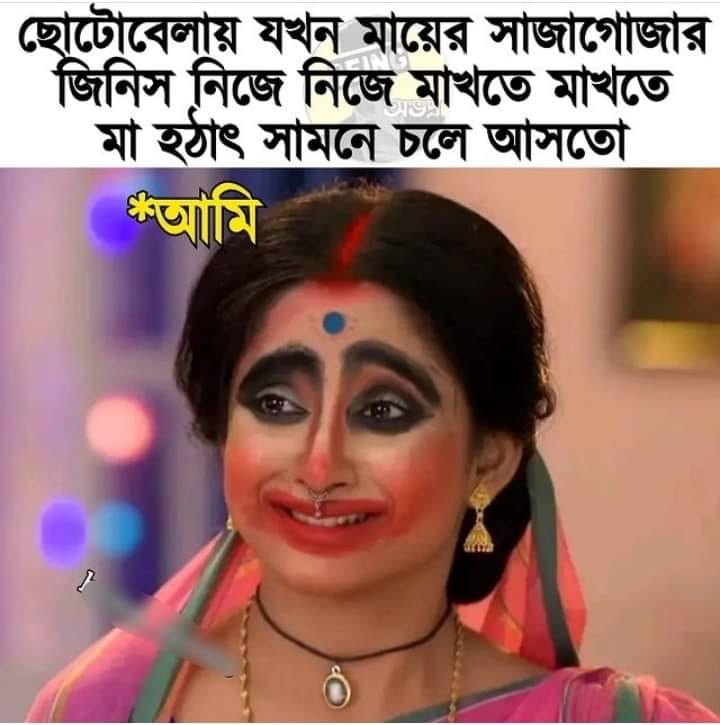 ছোটোবেলায় যখন মায়ের সাজাগোজার
জিনিস নিজে নিজে মাখতে মাখতে
মা হঠাৎ সামনে চলে আসতো
*আমি